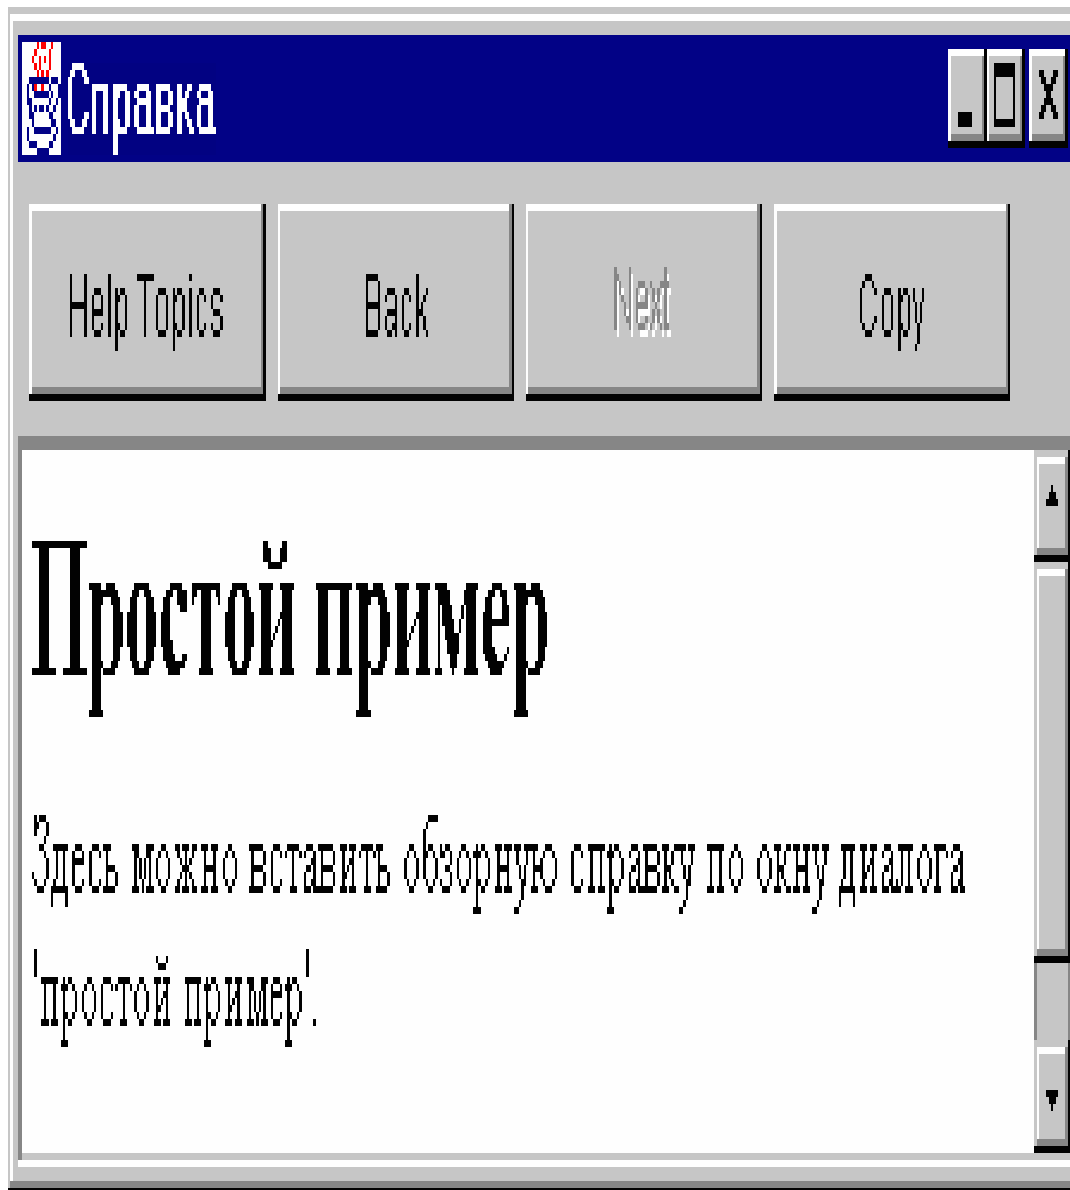 Справка
Help Topics Back Next Copy
Простой пример
Здесь можно вставить обзорную справку по окну диалога
'простой пример'.